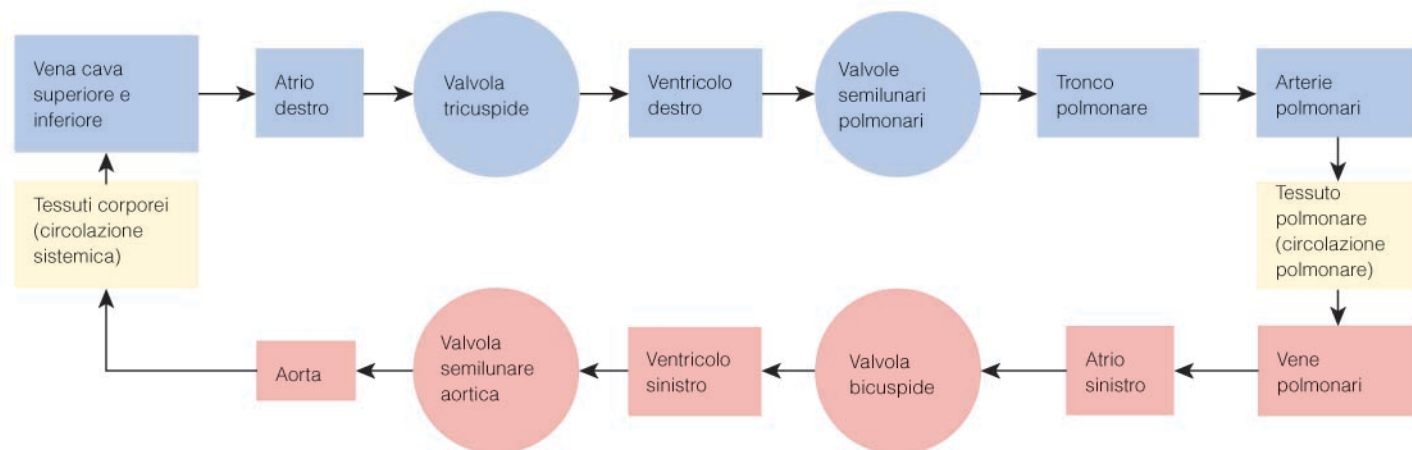 Vena cava
superiore e
inferiore
Atrio
destro
Valvola
tricuspide
Ventricolo
destro
Valvole
semilunari
polmonari
Tronco
polmonare
Arterie
polmonari
Tessuto
polmonare
(circolazione
polmonare)
Vene
polmonari
Atrio
sinistro
Valvola
bicuspide
Ventricolo
sinistro
Valvola
semilunare
aortica
Aorta
Tessuti corporei
(circolazione
sistemica)